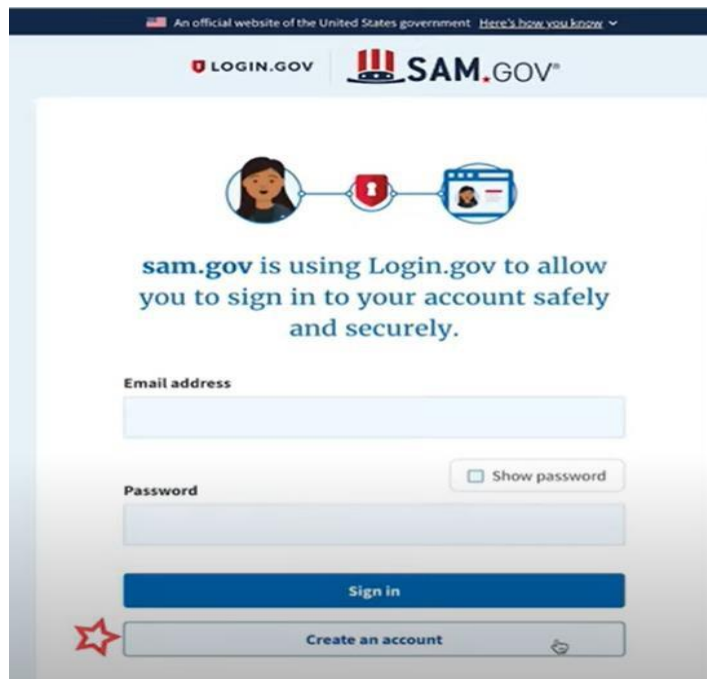 An official website of the United States government Here's how you know
LOGIN.GOV SAM.GOV®
sam.gov is using Login.gov to allow
you to sign in to your account safely
and securely.
Email address
Show password
Password
Sign in
Create an account